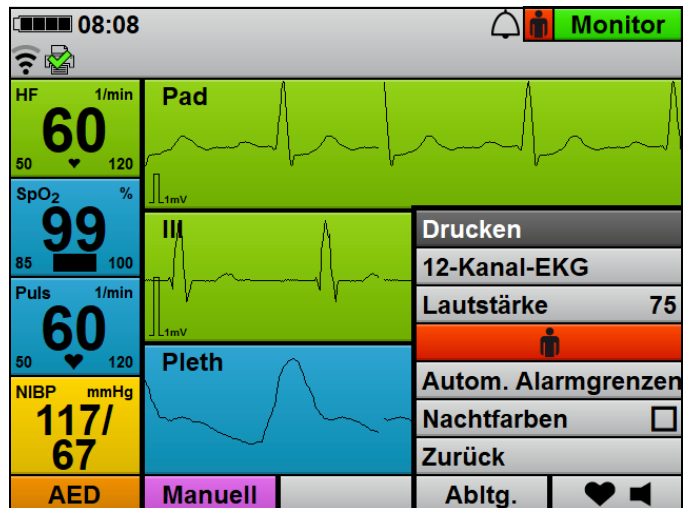 08:08
Monitor
HF 1/min
60
50 120
Pad
1mV
SpO2 %
99
85 100
III
1mV
Puls 1/min
60
50 120
Pleth
NIBP mmHg
117/
67
Drucken
12-Kanal-EKG
Lautstärke 75
Autom. Alarmgrenzen
Nachtfarben
Zurück
AED
Manuell
Abltg.